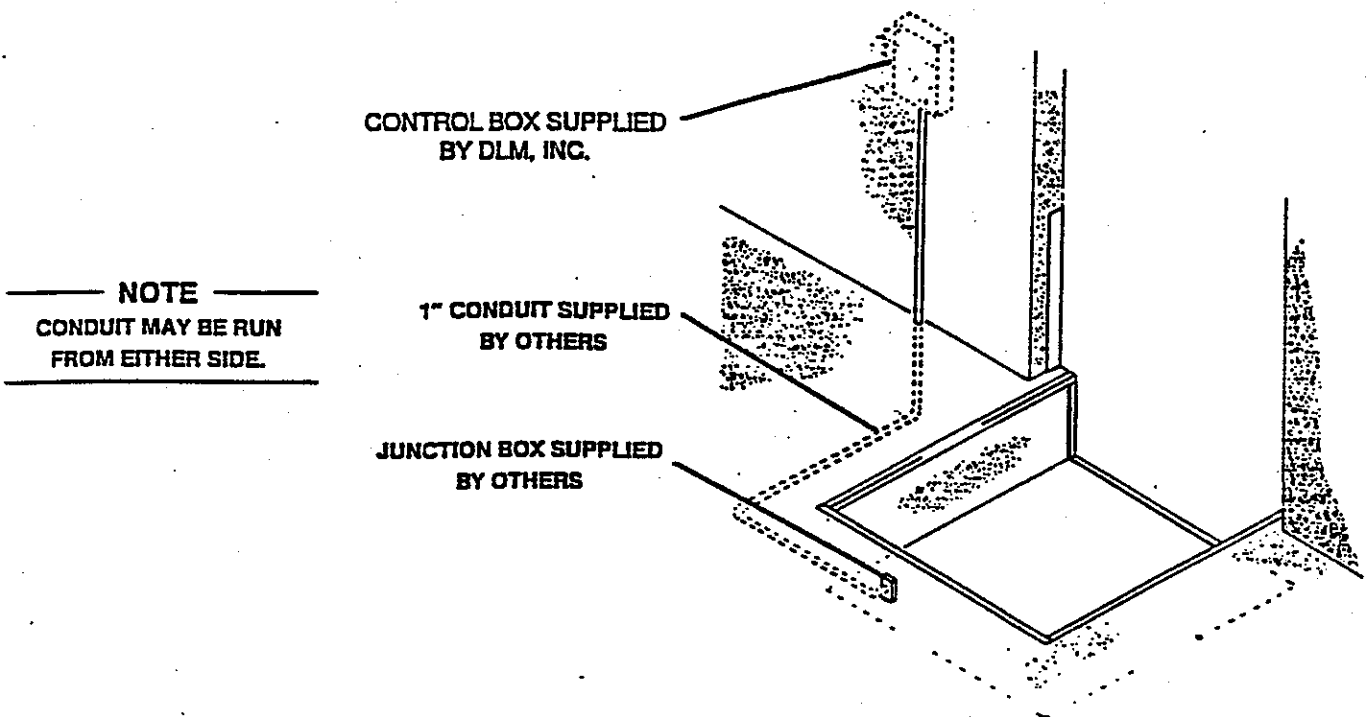 CONTROL BOX SUPPLIED
BY DLM, INC.
NOTE
CONDUIT MAY BE RUN
FROM EITHER SIDE.
1" CONDUIT SUPPLIED
BY OTHERS
JUNCTION BOX SUPPLIED
BY OTHERS